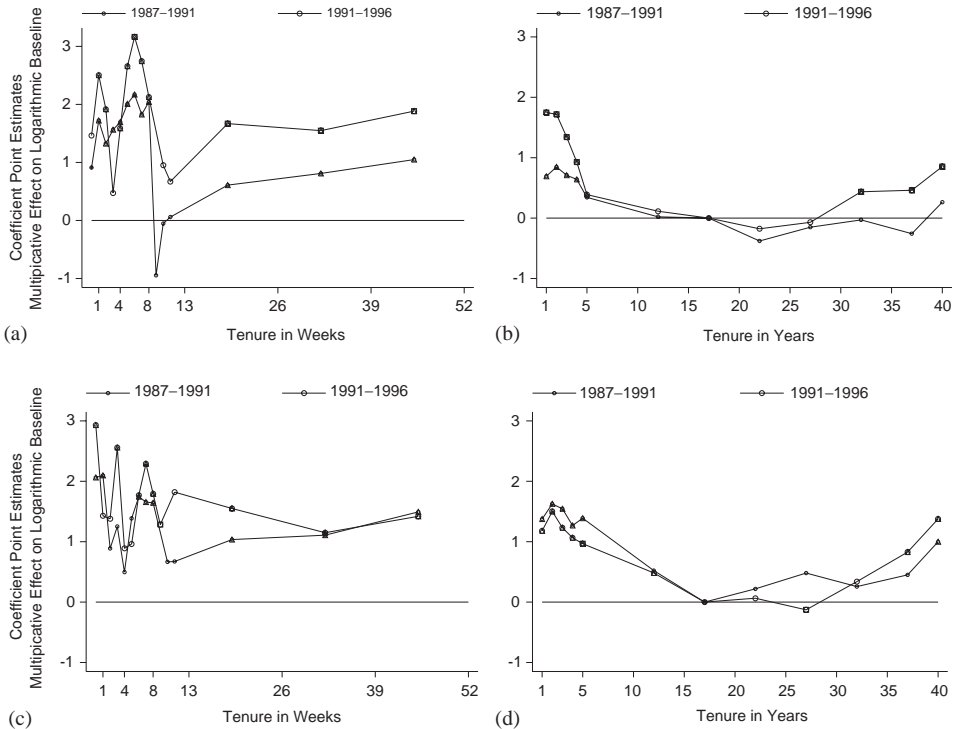 1987–1991
1991–1996
Coefficient Point Estimates
Multipicative Effect on Logarithmic Baseline
3
2
1
0
-1
1 4 8 13 26 39 52
(a)
Tenure in Weeks
1987–1991
1991–1996
3
2
1
0
-1
1 5 10 15 20 25 30 35 40
(b)
Tenure in Years
1987–1991
1991–1996
Coefficient Point Estimates
Multipicative Effect on Logarithmic Baseline
3
2
1
0
-1
1 4 8 13 26 39 52
(c)
Tenure in Weeks
1987–1991
1991–1996
3
2
1
0
-1
1 5 10 15 20 25 30 35 40
(d)
Tenure in Years